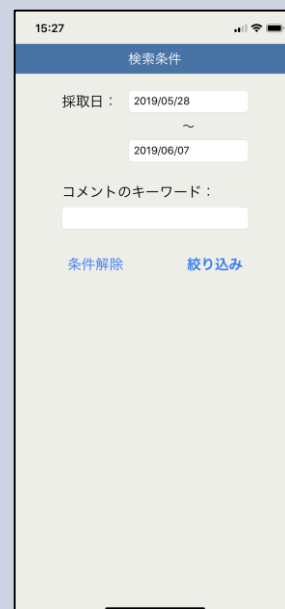 15:27
検索条件
採取日： 2019/05/28
～
2019/06/07
コメントのキーワード：
条件解除 絞り込み